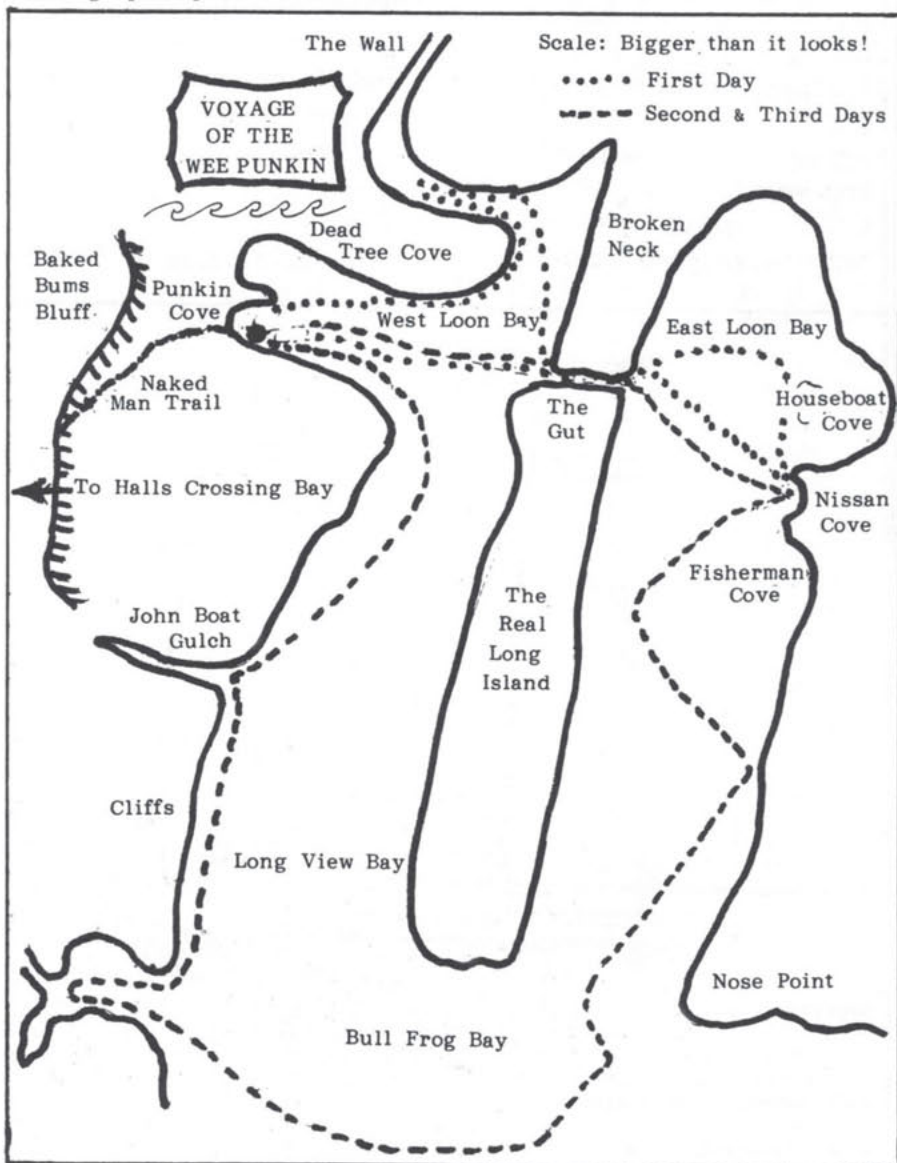 The Wall
Scale: Bigger than it looks!
First Day
Second & Third Days
VOYAGE
OF THE
WEE PUNKIN
Dead
Tree Cove
Broken
Neck
Baked
Bums
Bluff
Punkin
Cove
West Loon Bay
East Loon Bay
Naked
Man Trail
The
Gut
Houseboat
Cove
To Halls Crossing Bay
Nissan
Cove
Fisherman
Cove
John Boat
Gulch
The
Real
Long
Island
Cliffs
Long View Bay
Nose Point
Bull Frog Bay